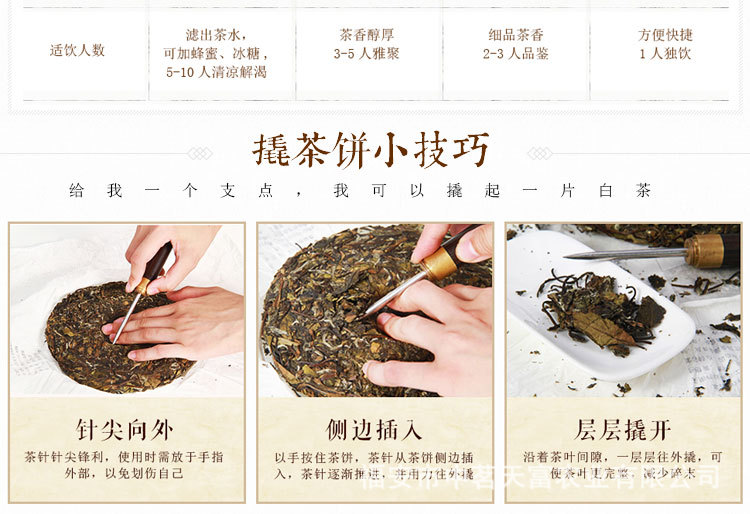 适饮人数
滤出茶水，
可加蜂蜜、冰糖，
5-10 人清凉解渴
茶香醇厚
3-5 人雅聚
细品茶香
2-3 人品鉴
方便快捷
1 人独饮
撬茶饼小技巧
给我一个支点，我可以撬起一片白茶
针尖向外
茶针针尖锋利，使用时需放于手指
外部，以免划伤自己
侧边插入
以手按住茶饼，茶针从茶饼侧边插
入，茶针逐渐推进，并用力往外撬
层层撬开
沿着茶叶间隙，一层层往外撬，可
使茶叶更完整，减少碎末